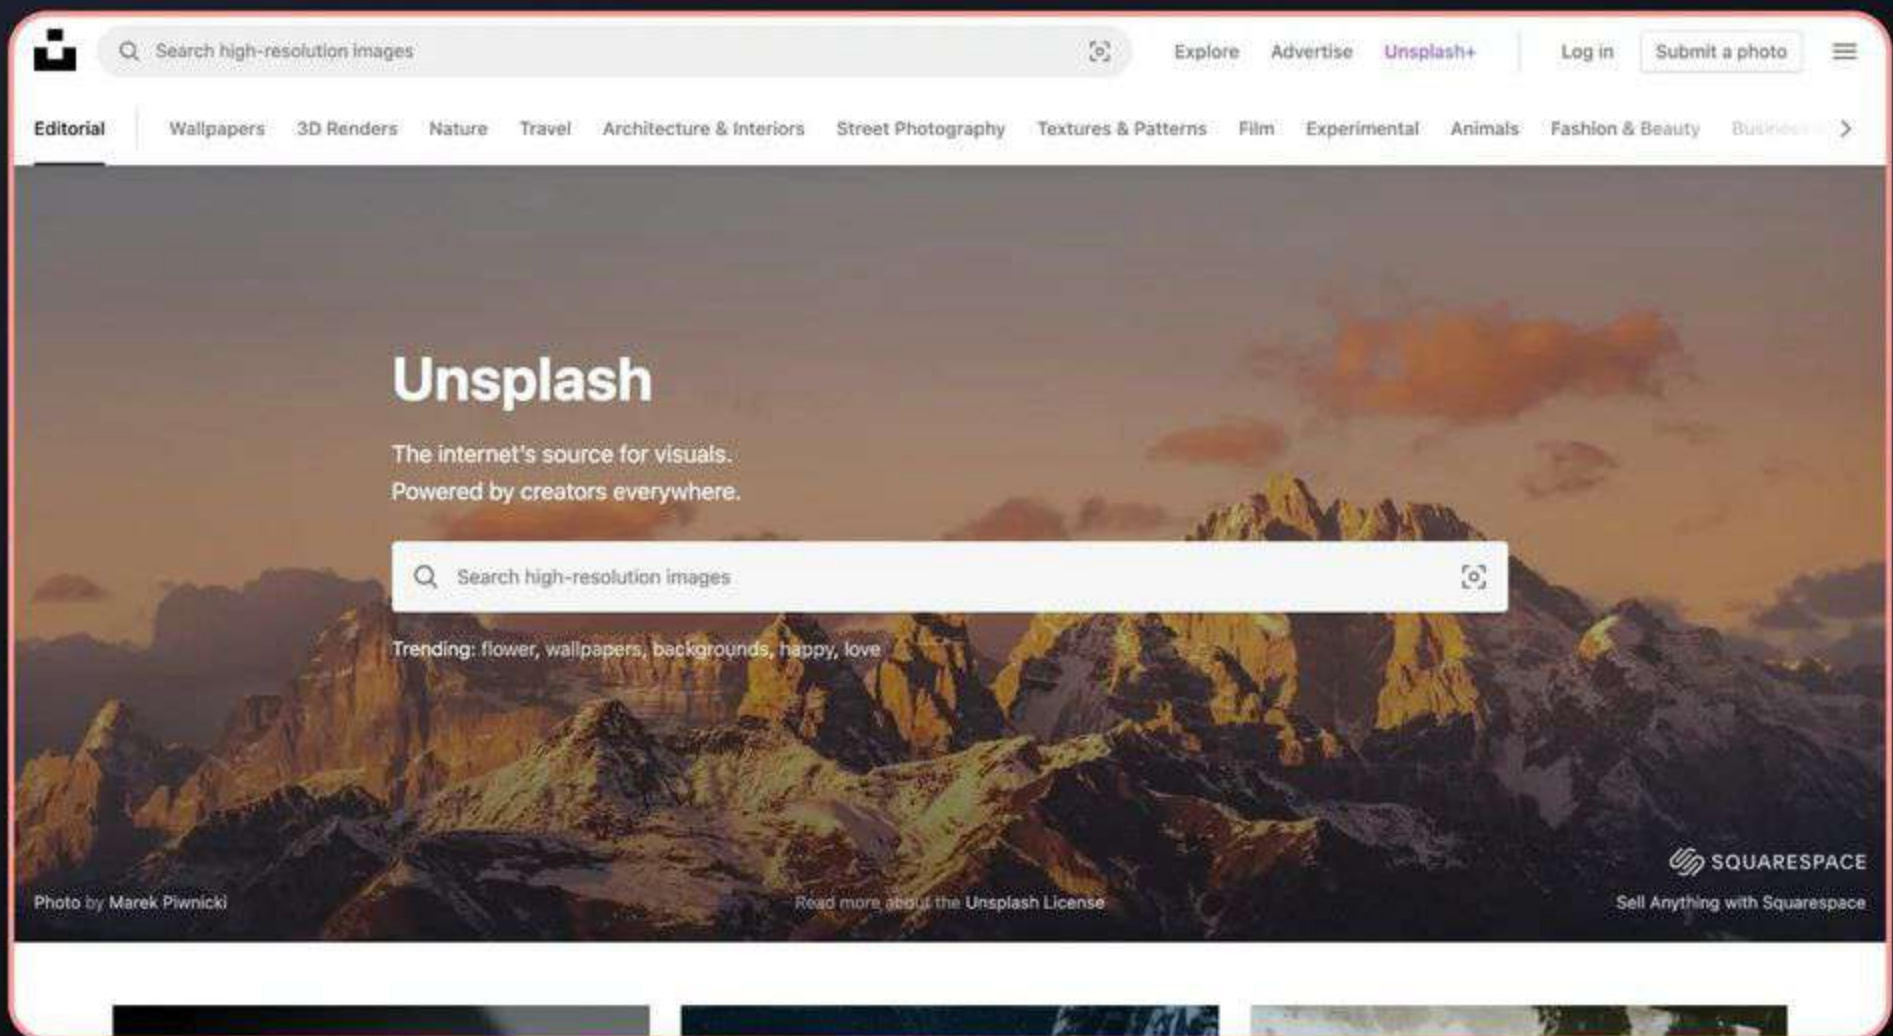 Search high-resolution images
Explore Advertise Unsplash+ Log in Submit a photo
Editorial Wallpapers 3D Renders Nature Travel Architecture & Interiors Street Photography Textures & Patterns Film Experimental Animals Fashion & Beauty
Unsplash
The internet's source for visuals.
Powered by creators everywhere.
Search high-resolution images
Trending: flower, wallpapers, backgrounds, happy, love
SQUARESPACE
Photo by Marek Piwnicki Read more about the Unsplash License Sell Anything with Squarespace